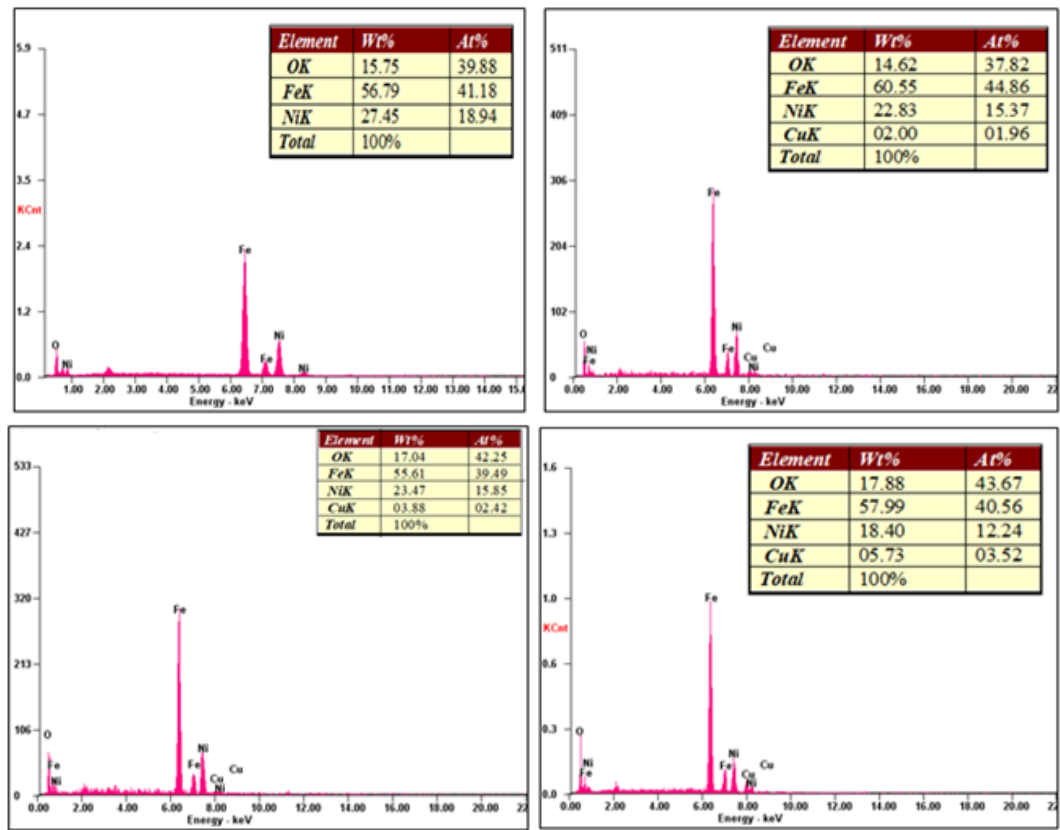 Element Wt% At%
OK 15.75 39.88
FeK 56.79 41.18
NiK 27.45 18.94
Total 100%
5.9
4.7
3.5
KCnt
2.4
1.2
0.0
O
Ni
Fe
Fe
Ni
Ni
1.00 2.00 3.00 4.00 5.00 6.00 7.00 8.00 9.00 10.00 11.00 12.00 13.00 14.00 15.0
Energy - keV
Element Wt% At%
OK 14.62 37.82
FeK 60.55 44.86
NiK 22.83 15.37
CuK 02.00 01.96
Total 100%
511
409
306
204
102
0
O
Ni
Fe
Fe
Fe
Ni
Cu
Cu
Ni
0.00 2.00 4.00 6.00 8.00 10.00 12.00 14.00 16.00 18.00 20.00 22
Energy - keV
Element Wt% At%
OK 17.04 42.25
FeK 55.61 39.49
NiK 23.47 15.85
CuK 03.88 02.42
Total 100%
533
427
320
213
106
0
O
Fe
Ni
Fe
Fe
Ni
Cu
Cu
Ni
0.00 2.00 4.00 6.00 8.00 10.00 12.00 14.00 16.00 18.00 20.00 22
Energy - keV
Element Wt% At%
OK 17.88 43.67
FeK 57.99 40.56
NiK 18.40 12.24
CuK 05.73 03.52
Total 100%
1.6
1.3
1.0
KCnt
0.6
0.3
0.0
O
Ni
Fe
Fe
Fe
Ni
Cu
Cu
Ni
0.00 2.00 4.00 6.00 8.00 10.00 12.00 14.00 16.00 18.00 20.00 22
Energy - keV